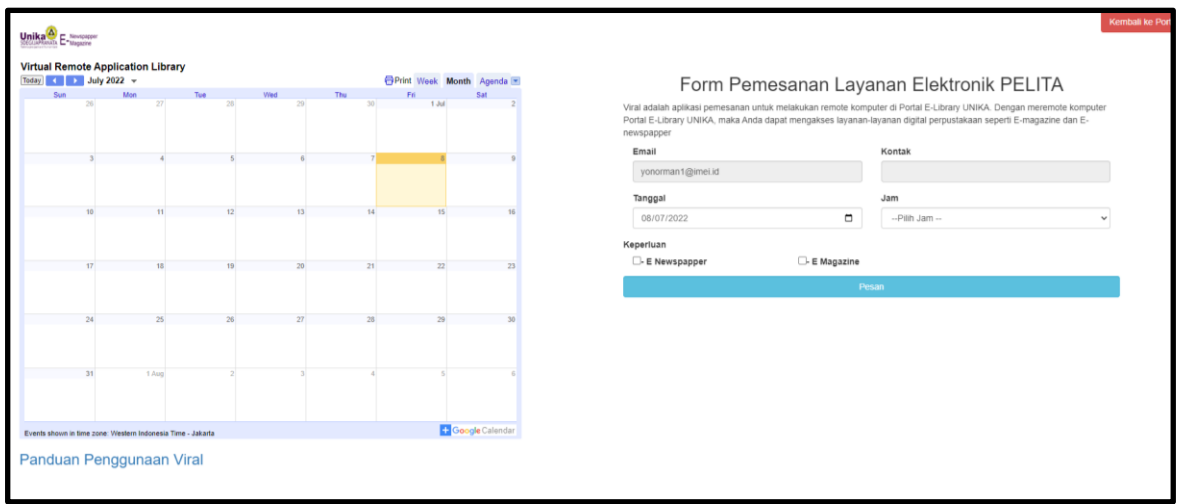 Kembali ke Por
Unika E- Newspapper
SOEGIJAPRANATA Magazine
Virtual Remote Application Library
Today July 2022 Print Week Month Agenda
Sun Mon Tue Wed Thu Fri Sat
26 27 28 29 30 1 Jul 2
3 4 5 6 7 8 9
10 11 12 13 14 15 16
17 18 19 20 21 22 23
24 25 26 27 28 29 30
31 1 Aug 2 3 4 5 6
Events shown in time zone: Western Indonesia Time - Jakarta
Google Calendar
Panduan Penggunaan Viral
Form Pemesanan Layanan Elektronik PELITA
Viral adalah aplikasi pemesanan untuk melakukan remote komputer di Portal E-Library UNIKA. Dengan meremote komputer
Portal E-Library UNIKA, maka Anda dapat mengakses layanan-layanan digital perpustakaan seperti E-magazine dan E-
newspapper
Email Kontak
yonorman1@imei.id
Tanggal Jam
08/07/2022 --Pilih Jam --
Keperluan
- E Newspapper - E Magazine
Pesan